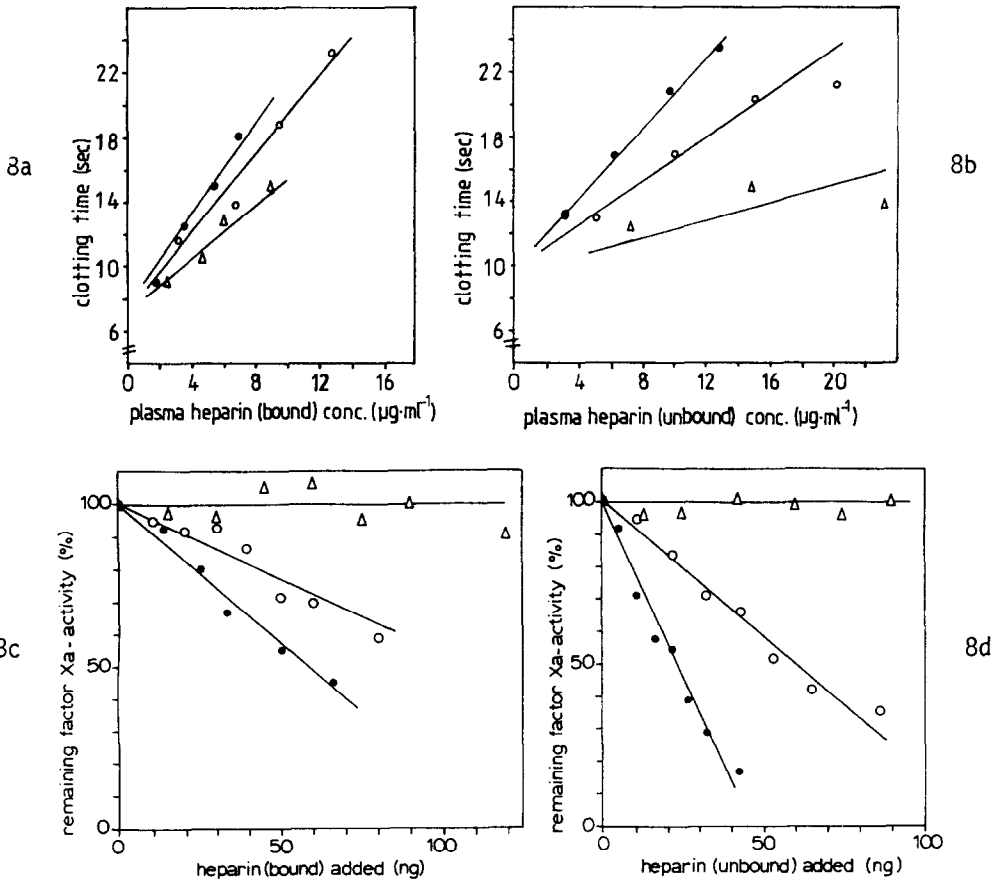 8a
clotting time (sec)
22
18
14
10
6
0 4 8 12 16
plasma heparin (bound) conc. (µg·ml⁻¹)
8b
clotting time (sec)
22
18
14
10
6
0 4 8 12 16 20
plasma heparin (unbound) conc. (µg·ml⁻¹)
3c
remaining factor Xa-activity (%)
100
50
0
0 50 100
heparin (bound) added (ng)
8d
remaining factor Xa-activity (%)
100
50
0
0 50 100
heparin (unbound) added (ng)